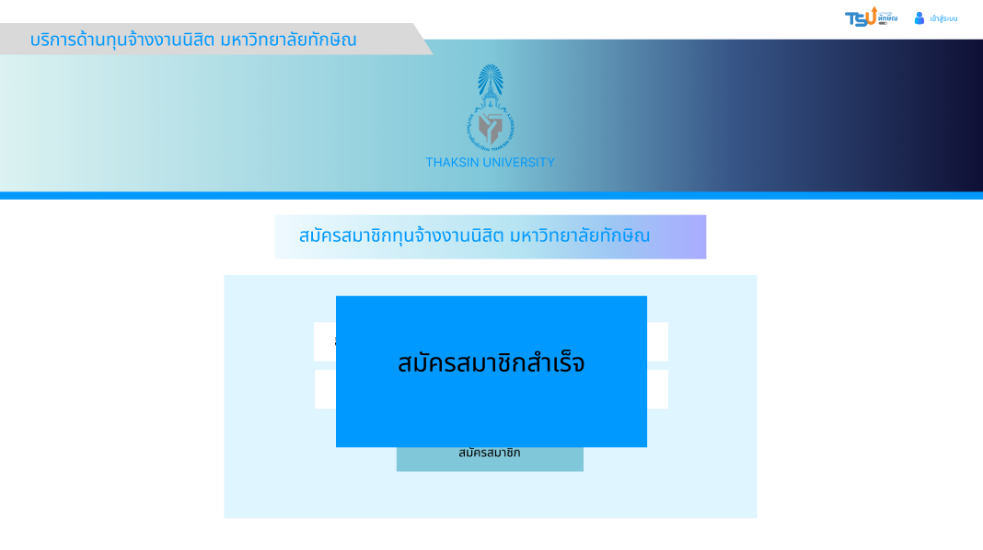 TSU ทักษิณ
เข้าสู่ระบบ
บริการด้านทุนจ้างงานนิสิต มหาวิทยาลัยทักษิณ
THAKSIN UNIVERSITY
สมัครสมาชิกทุนจ้างงานนิสิต มหาวิทยาลัยทักษิณ
สมัครสมาชิกสำเร็จ
สมัครสมาชิก